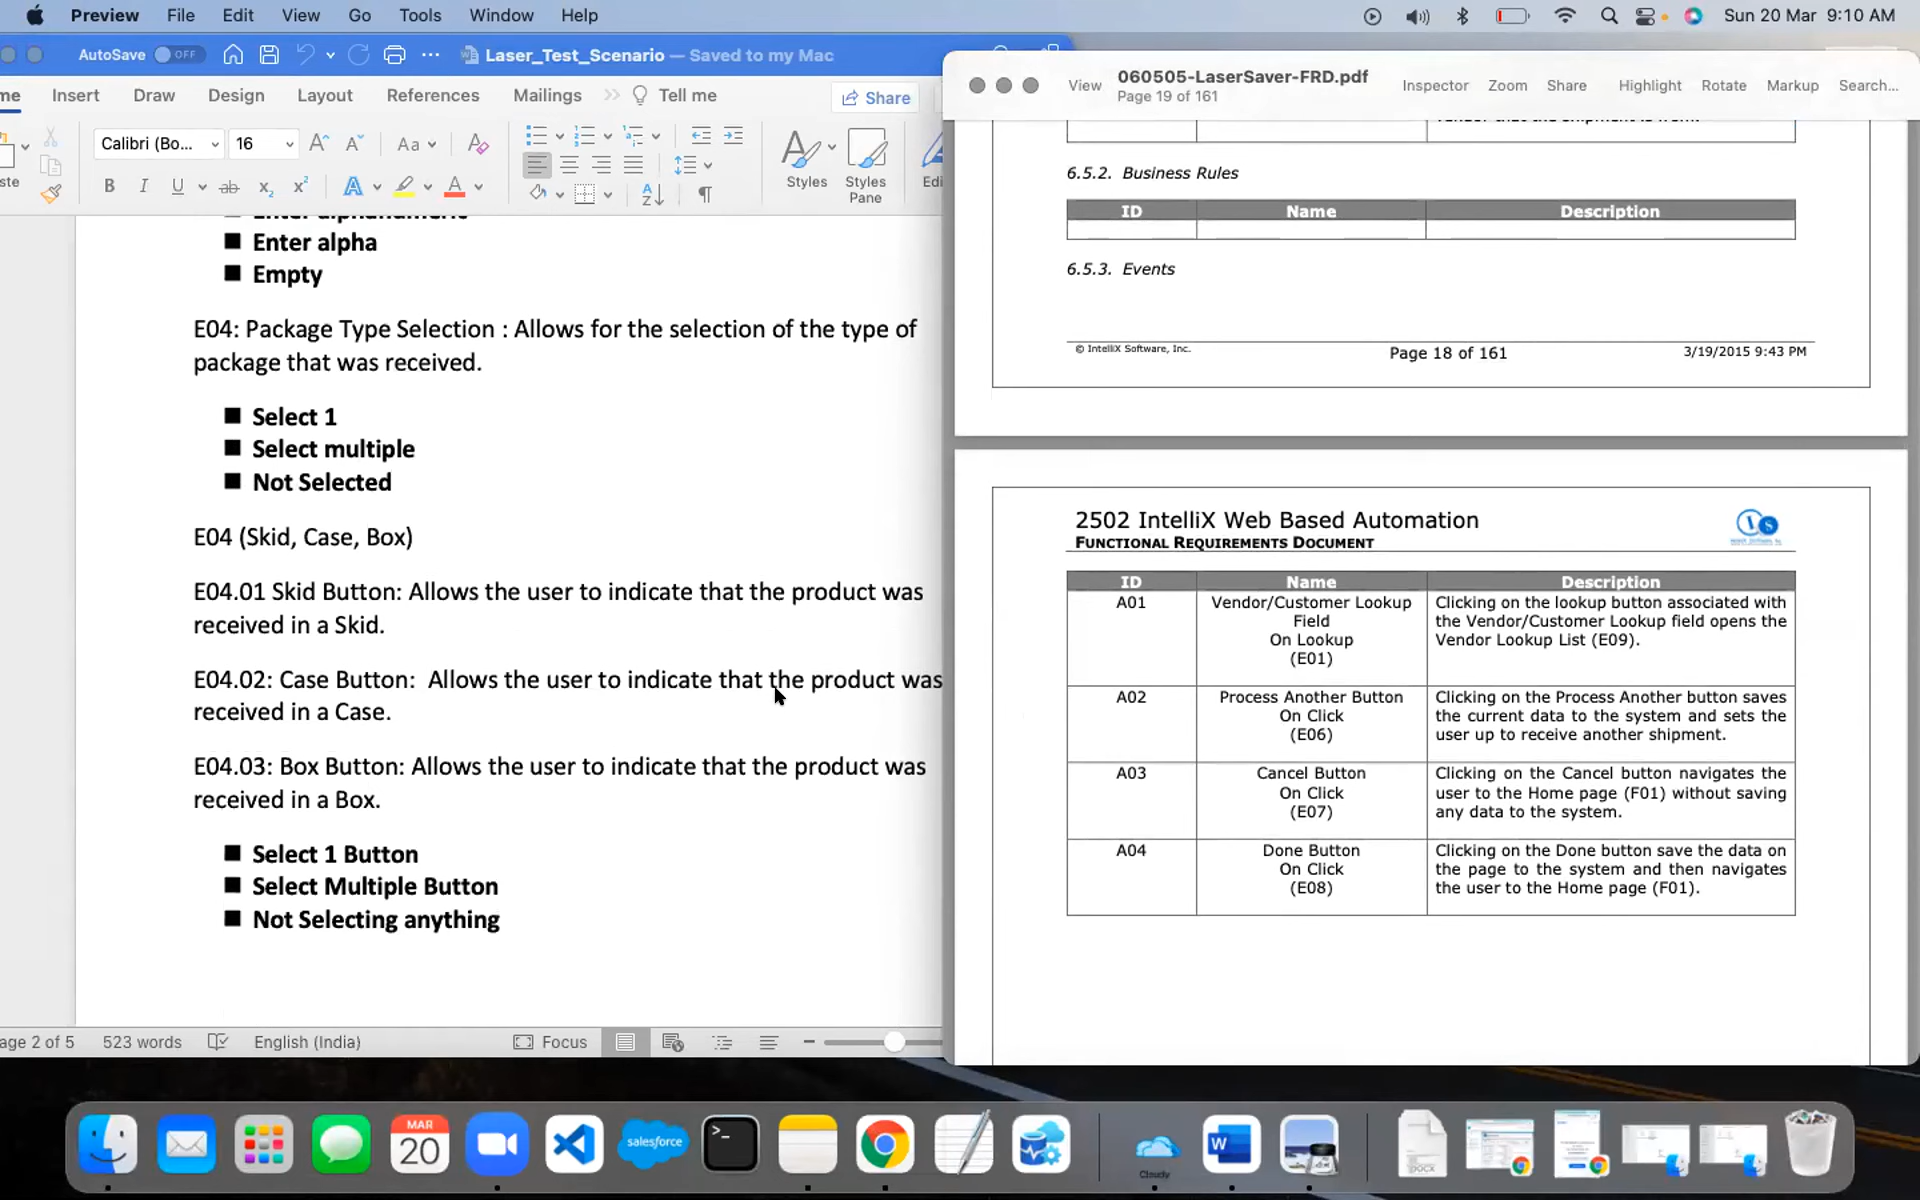 Preview File Edit View Go Tools Window Help
Sun 20 Mar 9:10 AM
AutoSave OFF
Laser_Test_Scenario — Saved to my Mac
Insert Draw Design Layout References Mailings Tell me
Share
Calibri (Bo... 16
Aa
Styles
Styles Pane
Enter alpha
Empty
E04: Package Type Selection : Allows for the selection of the type of
package that was received.
Select 1
Select multiple
Not Selected
E04 (Skid, Case, Box)
E04.01 Skid Button: Allows the user to indicate that the product was
received in a Skid.
E04.02: Case Button: Allows the user to indicate that the product was
received in a Case.
E04.03: Box Button: Allows the user to indicate that the product was
received in a Box.
Select 1 Button
Select Multiple Button
Not Selecting anything
age 2 of 5 523 words English (India) Focus
View
060505-LaserSaver-FRD.pdf
Page 19 of 161
Inspector Zoom Share Highlight Rotate Markup Search...
6.5.2. Business Rules
ID Name Description
6.5.3. Events
© IntelliX Software, Inc. Page 18 of 161 3/19/2015 9:43 PM
2502 IntelliX Web Based Automation
FUNCTIONAL REQUIREMENTS DOCUMENT
ID Name Description
A01
Vendor/Customer Lookup
Field
On Lookup
(E01)
Clicking on the lookup button associated with
the Vendor/Customer Lookup field opens the
Vendor Lookup List (E09).
A02
Process Another Button
On Click
(E06)
Clicking on the Process Another button saves
the current data to the system and sets the
user up to receive another shipment.
A03
Cancel Button
On Click
(E07)
Clicking on the Cancel button navigates the
user to the Home page (F01) without saving
any data to the system.
A04
Done Button
On Click
(E08)
Clicking on the Done button save the data on
the page to the system and then navigates
the user to the Home page (F01).
MAR
20
salesforce
Cloudy
W
DOCX